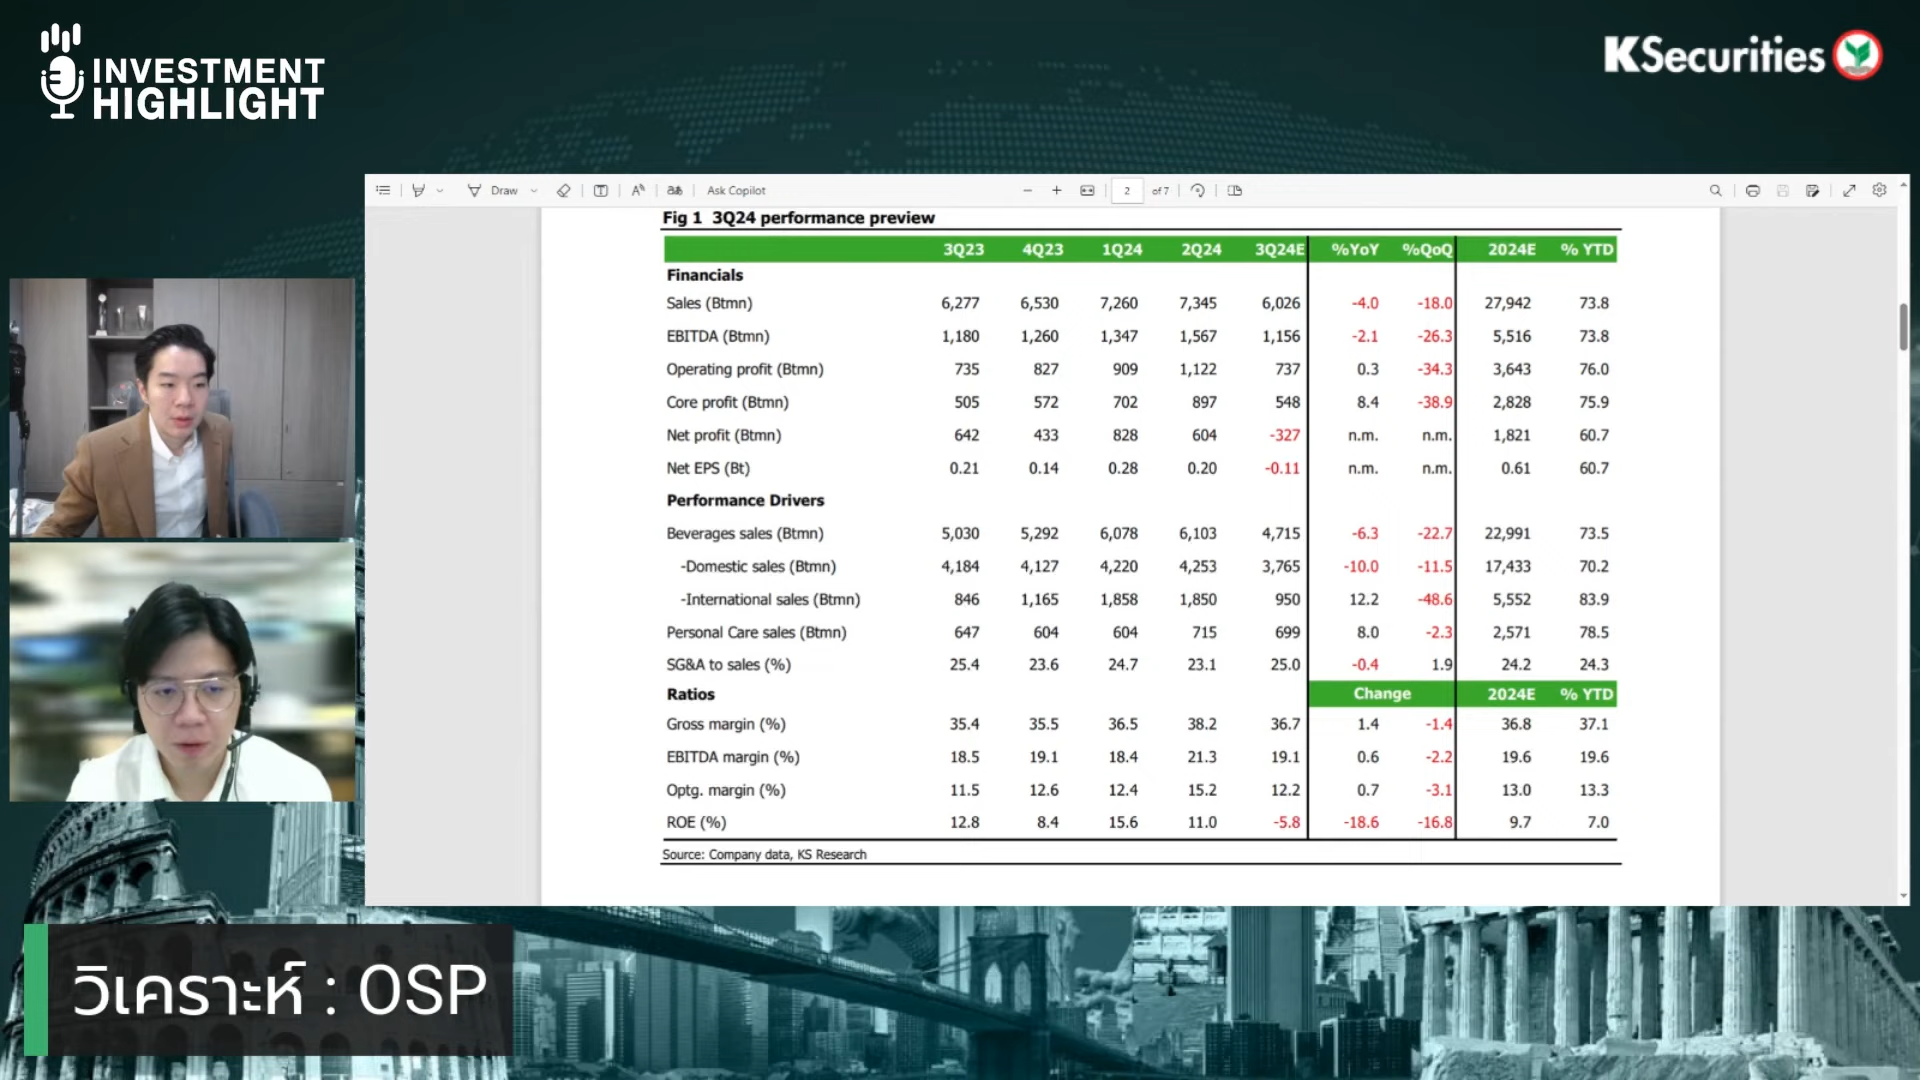 INVESTMENT
HIGHLIGHT
KSecurities
Draw Ask Copilot 2 of 7
Fig 1 3Q24 performance preview
3Q23 4Q23 1Q24 2Q24 3Q24E %YoY %QoQ 2024E % YTD
Financials
Sales (Btmn) 6,277 6,530 7,260 7,345 6,026 -4.0 -18.0 27,942 73.8
EBITDA (Btmn) 1,180 1,260 1,347 1,567 1,156 -2.1 -26.3 5,516 73.8
Operating profit (Btmn) 735 827 909 1,122 737 0.3 -34.3 3,643 76.0
Core profit (Btmn) 505 572 702 897 548 8.4 -38.9 2,828 75.9
Net profit (Btmn) 642 433 828 604 -327 n.m. n.m. 1,821 60.7
Net EPS (Bt) 0.21 0.14 0.28 0.20 -0.11 n.m. n.m. 0.61 60.7
Performance Drivers
Beverages sales (Btmn) 5,030 5,292 6,078 6,103 4,715 -6.3 -22.7 22,991 73.5
-Domestic sales (Btmn) 4,184 4,127 4,220 4,253 3,765 -10.0 -11.5 17,433 70.2
-International sales (Btmn) 846 1,165 1,858 1,850 950 12.2 -48.6 5,552 83.9
Personal Care sales (Btmn) 647 604 604 715 699 8.0 -2.3 2,571 78.5
SG&A to sales (%) 25.4 23.6 24.7 23.1 25.0 -0.4 1.9 24.2 24.3
Ratios Change 2024E % YTD
Gross margin (%) 35.4 35.5 36.5 38.2 36.7 1.4 -1.4 36.8 37.1
EBITDA margin (%) 18.5 19.1 18.4 21.3 19.1 0.6 -2.2 19.6 19.6
Optg. margin (%) 11.5 12.6 12.4 15.2 12.2 0.7 -3.1 13.0 13.3
ROE (%) 12.8 8.4 15.6 11.0 -5.8 -18.6 -16.8 9.7 7.0
Source: Company data, KS Research
วิเคราะห์ : OSP